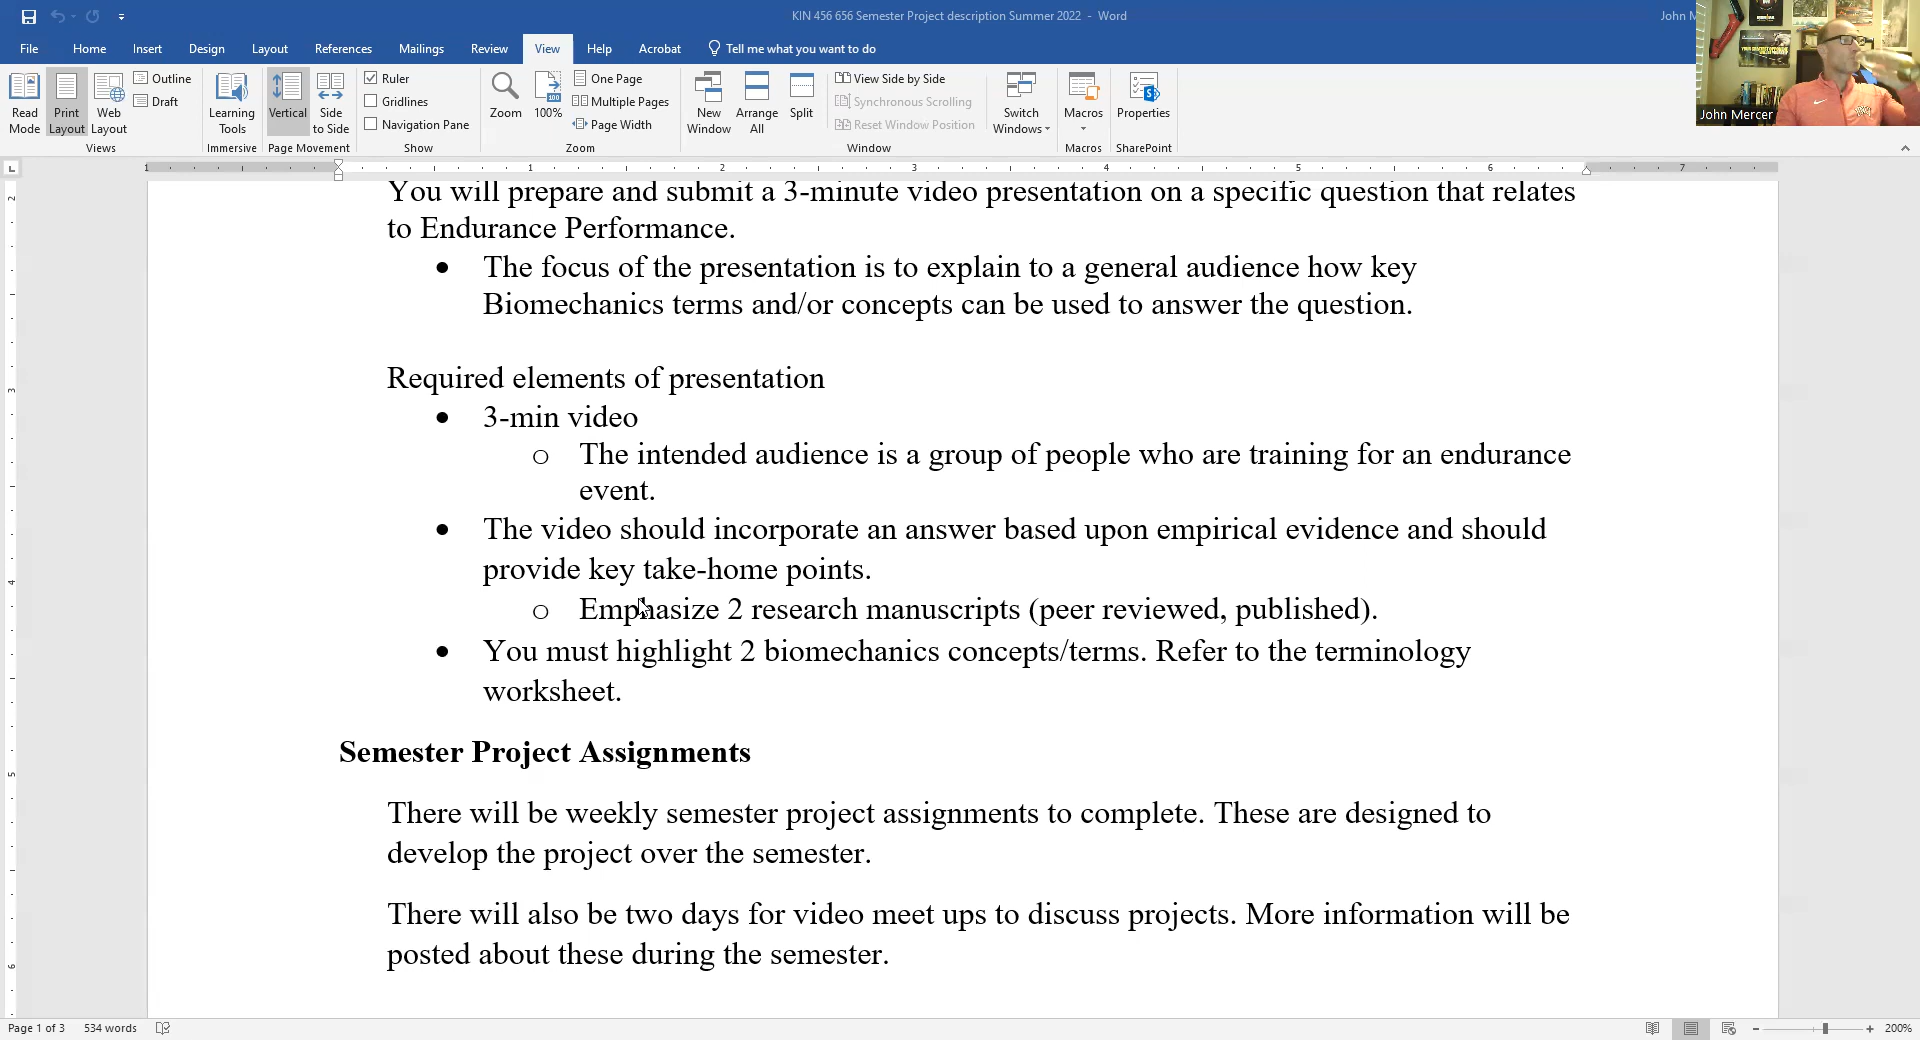 KIN 456 656 Semester Project description Summer 2022 - Word
John M
File Home Insert Design Layout References Mailings Review View Help Acrobat Tell me what you want to do
Read Mode
Print Layout
Web Layout
Outline
Draft
Views
Learning Tools
Immersive
Vertical
Side to Side
Page Movement
Ruler
Gridlines
Navigation Pane
Show
Zoom
100%
One Page
Multiple Pages
Page Width
Zoom
New Window
Arrange All
Split
View Side by Side
Synchronous Scrolling
Reset Window Position
Window
Switch Windows
Macros
Macros
Properties
SharePoint
John Mercer
1 1 2 3 4 5 6 7
You will prepare and submit a 3-minute video presentation on a specific question that relates
to Endurance Performance.
• The focus of the presentation is to explain to a general audience how key
Biomechanics terms and/or concepts can be used to answer the question.
Required elements of presentation
• 3-min video
o The intended audience is a group of people who are training for an endurance
event.
• The video should incorporate an answer based upon empirical evidence and should
provide key take-home points.
o Emphasize 2 research manuscripts (peer reviewed, published).
• You must highlight 2 biomechanics concepts/terms. Refer to the terminology
worksheet.
Semester Project Assignments
There will be weekly semester project assignments to complete. These are designed to
develop the project over the semester.
There will also be two days for video meet ups to discuss projects. More information will be
posted about these during the semester.
Page 1 of 3 534 words
200%